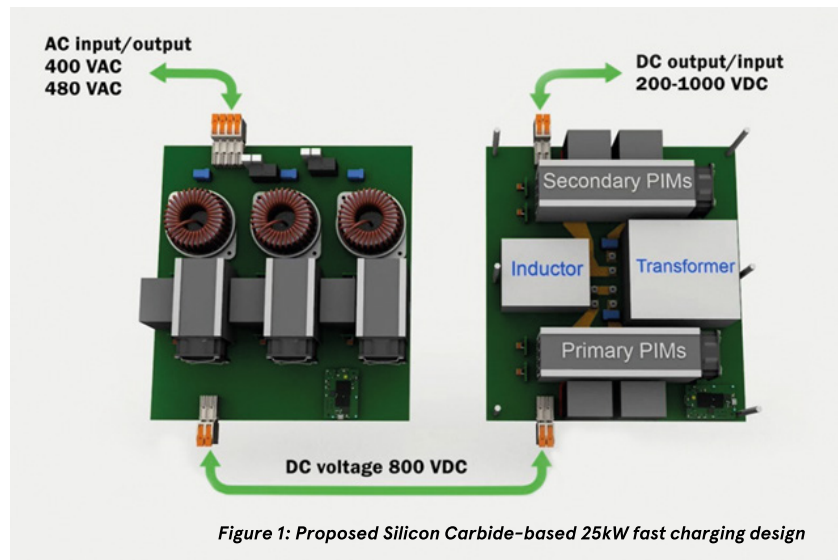 AC input/output
400 VAC
480 VAC
DC output/input
200-1000 VDC
Secondary PIMs
Inductor
Transformer
Primary PIMs
DC voltage 800 VDC
Figure 1: Proposed Silicon Carbide-based 25kW fast charging design